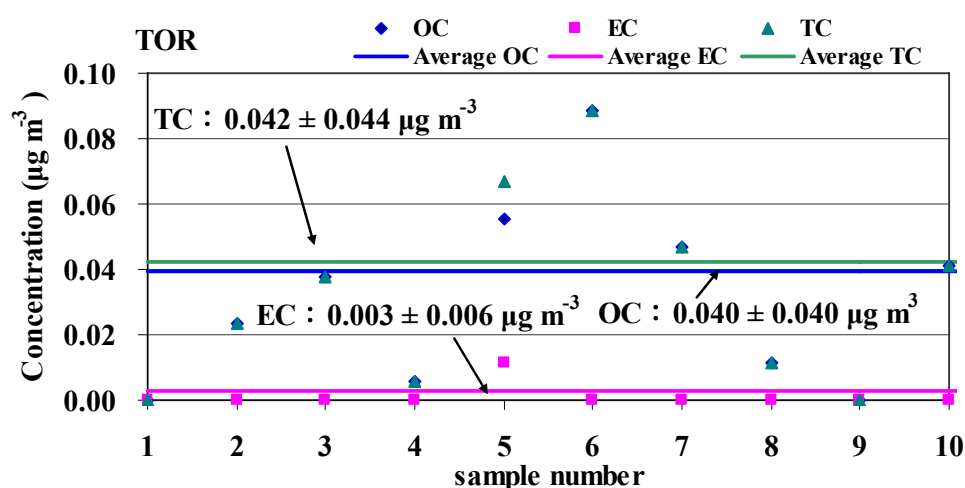 TOR
OC EC TC
Average OC Average EC Average TC
Concentration (µg m⁻³)
0.10
0.08
0.06
0.04
0.02
0.00
TC：0.042 ± 0.044 µg m⁻³
EC：0.003 ± 0.006 µg m⁻³
OC：0.040 ± 0.040 µg m³
1 2 3 4 5 6 7 8 9 10
sample number